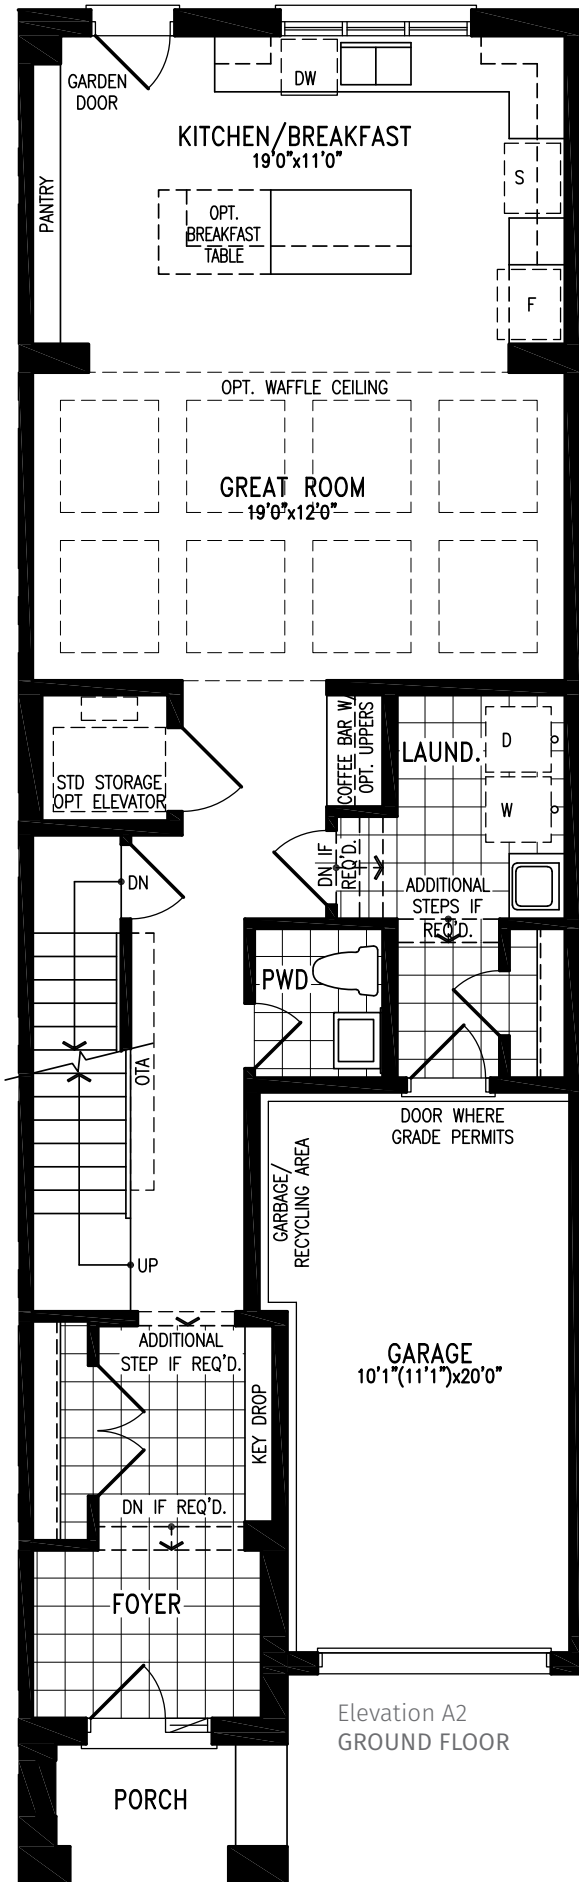 GARDEN
DOOR
DW
KITCHEN/BREAKFAST
19'0"x11'0"
PANTRY
S
OPT.
BREAKFAST
TABLE
F
OPT. WAFFLE CEILING
GREAT ROOM
19'0"x12'0"
STD STORAGE
OPT ELEVATOR
COFFEE BAR W/
OPT. UPPERS
LAUND.
D
W
DN
DN IF
REQ'D.
ADDITIONAL
STEPS IF
REQ'D.
PWD
OTA
DOOR WHERE
GRADE PERMITS
GARBAGE/
RECYCLING AREA
UP
ADDITIONAL
STEP IF REQ'D.
KEY DROP
GARAGE
10'1"(11'1")x20'0"
DN IF REQ'D.
FOYER
Elevation A2
GROUND FLOOR
PORCH